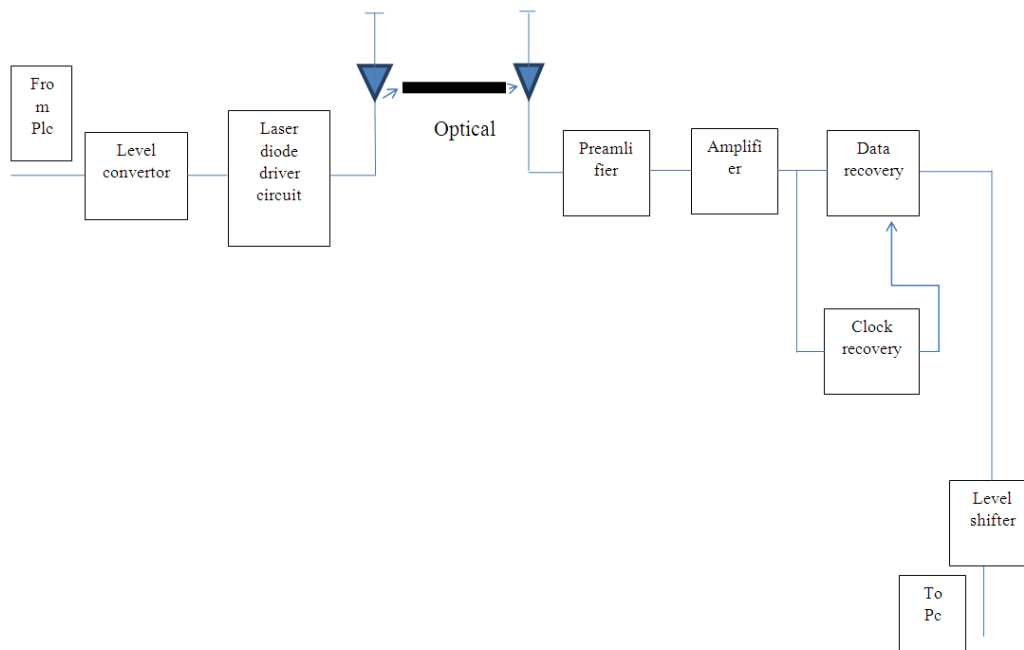 Fro
m
Plc
Level
convertor
Laser
diode
driver
circuit
Optical
Preamli
fier
Amplifi
er
Data
recovery
Clock
recovery
Level
shifter
To
Pc